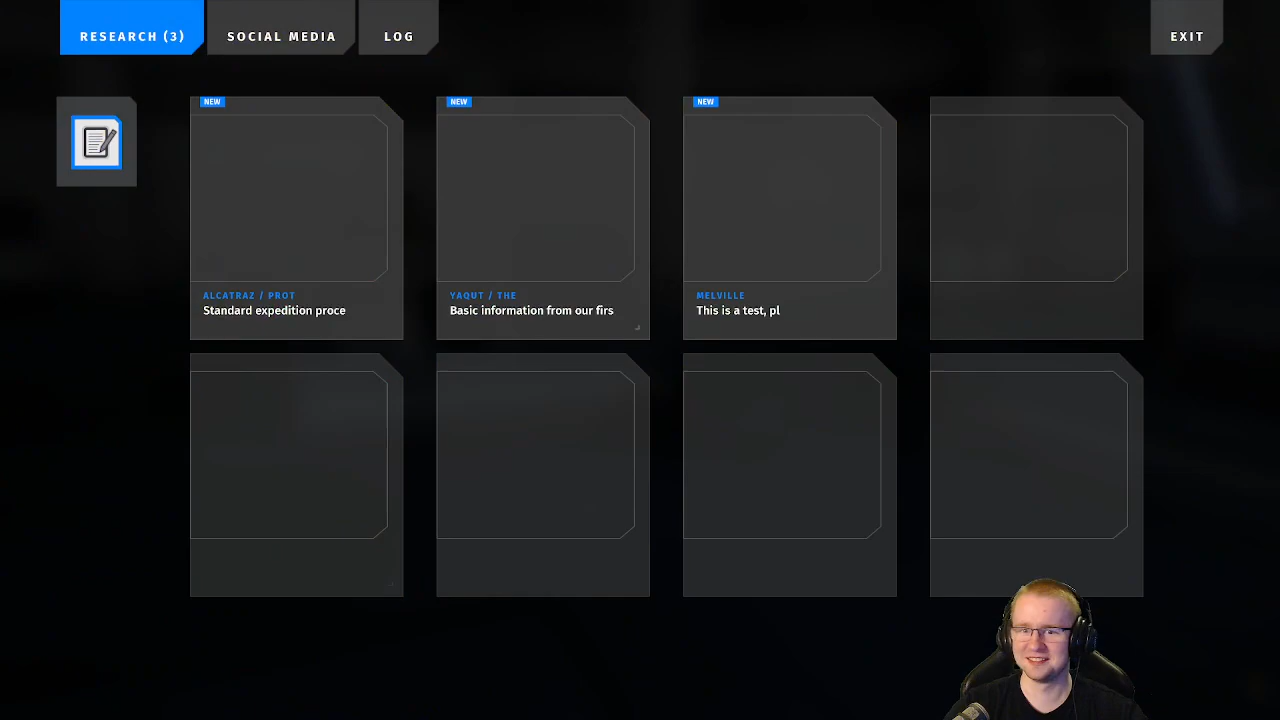 RESEARCH (3)
SOCIAL MEDIA
LOG
EXIT
NEW
NEW
NEW
ALCATRAZ / PROT
Standard expedition proce
YAQUT / THE
Basic information from our firs
MELVILLE
This is a test, pl